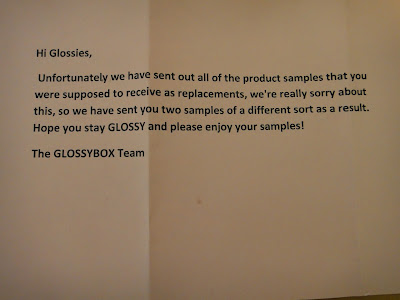 Hi Glossies,
Unfortunately we have sent out all of the product samples that you
were supposed to receive as replacements, we're really sorry about
this, so we have sent you two samples of a different sort as a result.
Hope you stay GLOSSY and please enjoy your samples!
The GLOSSYBOX Team